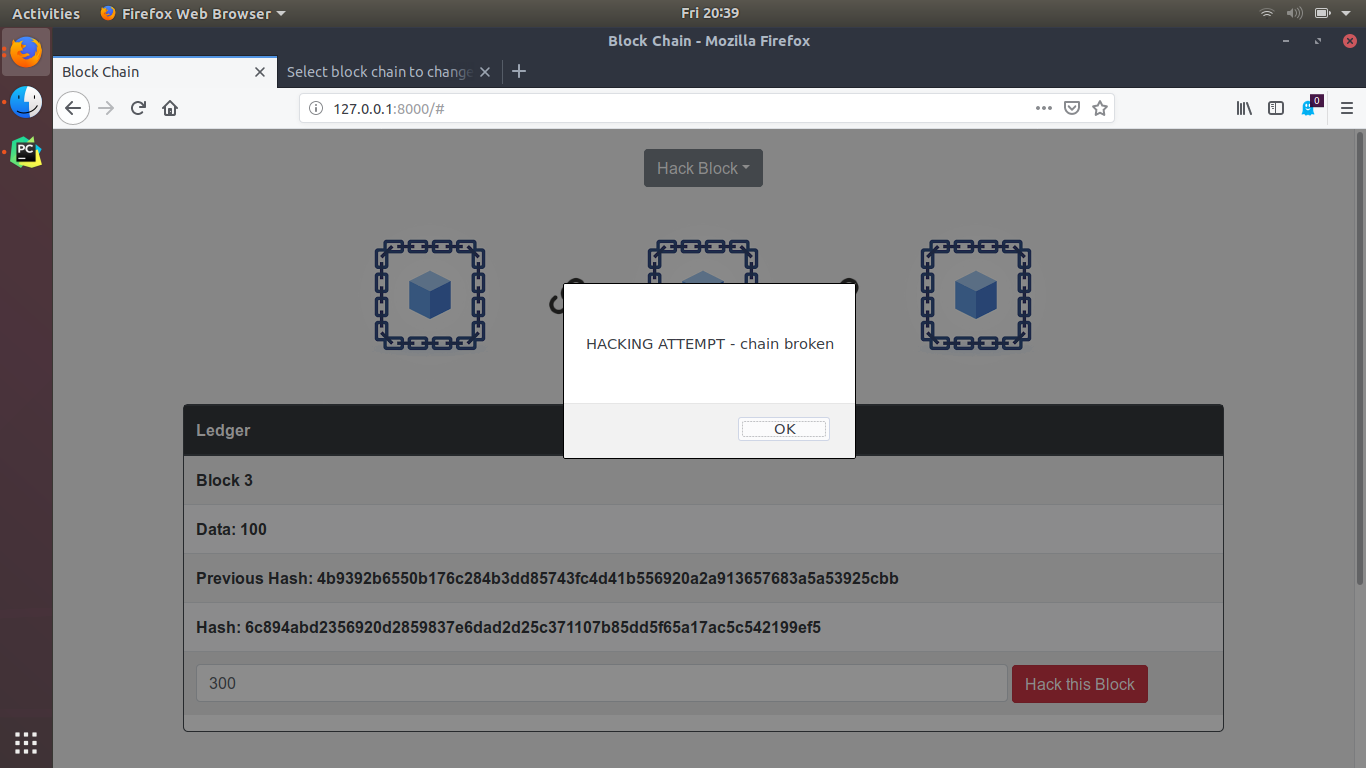 Activities
Firefox Web Browser
Fri 20:39
Block Chain - Mozilla Firefox
Block Chain
Select block chain to change
127.0.0.1:8000/#
0
PC
Hack Block
HACKING ATTEMPT - chain broken
OK
Ledger
Block 3
Data: 100
Previous Hash: 4b9392b6550b176c284b3dd85743fc4d41b556920a2a913657683a5a53925cbb
Hash: 6c894abd2356920d2859837e6dad2d25c371107b85dd5f65a17ac5c542199ef5
300
Hack this Block